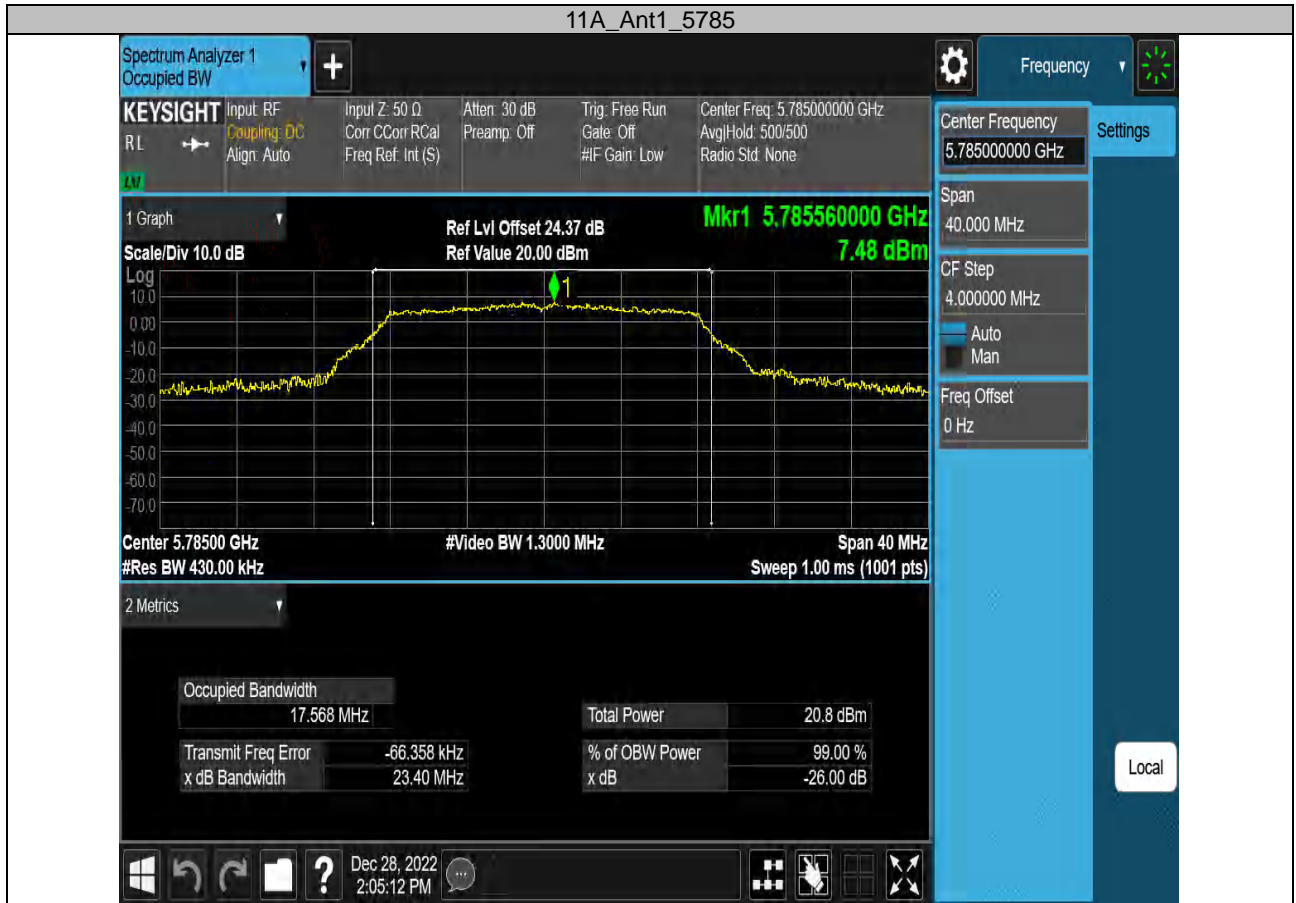 11A_Ant1_5785
Spectrum Analyzer 1
Occupied BW
Frequency
KEYSIGHT
RL
Input: RF
Coupling: DC
Align: Auto
Input Z: 50 Ω
Corr CCorr RCal
Freq Ref: Int (S)
Atten: 30 dB
Preamp: Off
Trig: Free Run
Gate: Off
#IF Gain: Low
Center Freq: 5.785000000 GHz
Avg|Hold: 500/500
Radio Std: None
Center Frequency
5.785000000 GHz
Settings
Span
40.000 MHz
CF Step
4.000000 MHz
Auto
Man
Freq Offset
0 Hz
1 Graph
Scale/Div 10.0 dB
Ref Lvl Offset 24.37 dB
Ref Value 20.00 dBm
Mkr1 5.785560000 GHz
7.48 dBm
Log
10.0
0.00
-10.0
-20.0
-30.0
-40.0
-50.0
-60.0
-70.0
1
Center 5.78500 GHz
#Video BW 1.3000 MHz
Span 40 MHz
#Res BW 430.00 kHz
Sweep 1.00 ms (1001 pts)
2 Metrics
Occupied Bandwidth
17.568 MHz
Total Power 20.8 dBm
Transmit Freq Error -66.358 kHz
% of OBW Power 99.00 %
x dB Bandwidth 23.40 MHz
x dB -26.00 dB
Local
Dec 28, 2022
2:05:12 PM